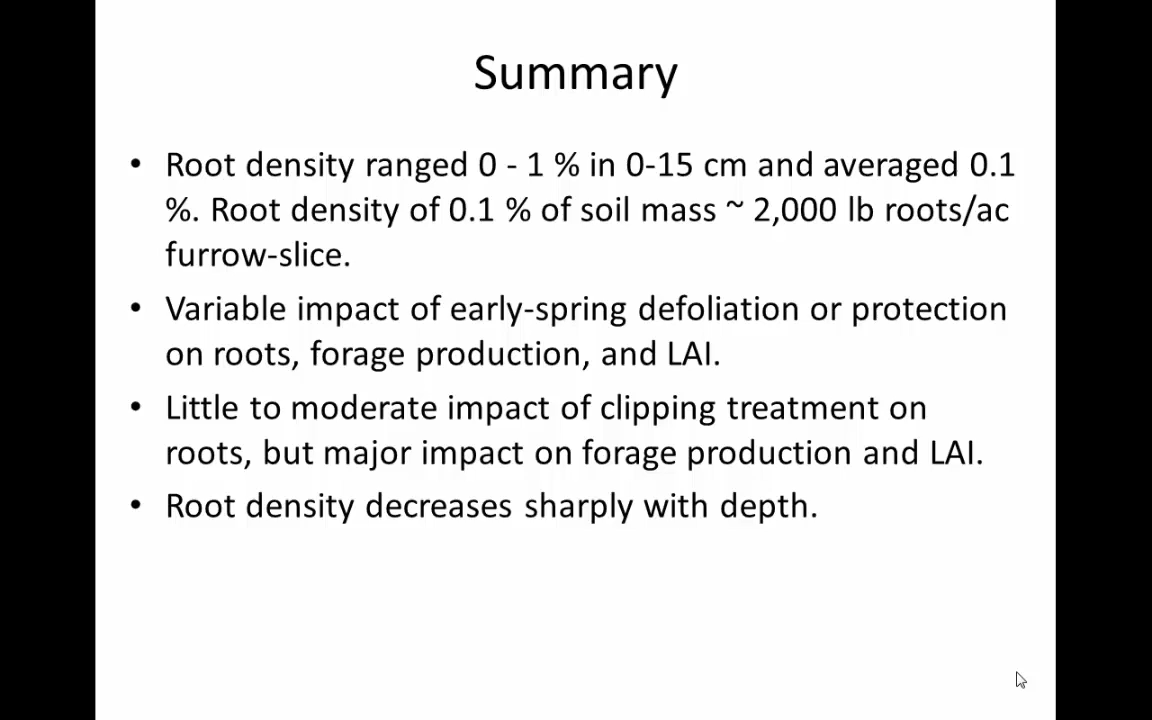 Summary
• Root density ranged 0 - 1 % in 0-15 cm and averaged 0.1
%. Root density of 0.1 % of soil mass ~ 2,000 lb roots/ac
furrow-slice.
• Variable impact of early-spring defoliation or protection
on roots, forage production, and LAI.
• Little to moderate impact of clipping treatment on
roots, but major impact on forage production and LAI.
• Root density decreases sharply with depth.